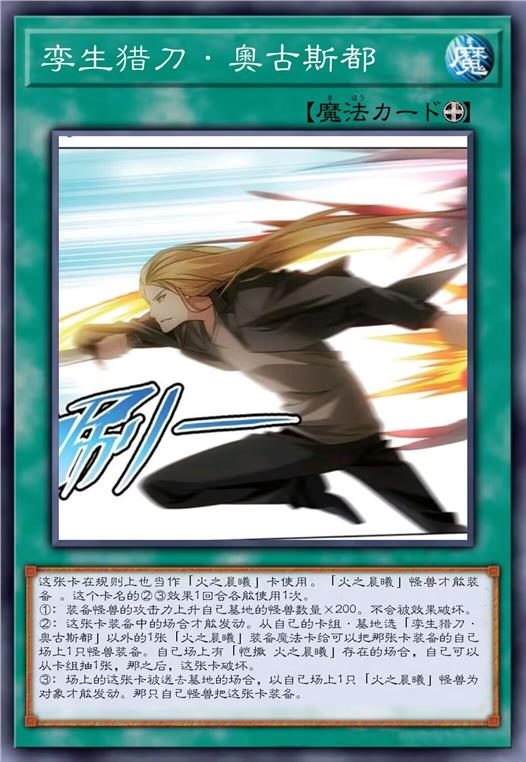 孪生猎刀·奥古斯都
魔
ま ほう
【魔法カード】
刷—
这张卡在规则上也当作「火之晨曦」卡使用。「火之晨曦」怪兽才能装
备 。这个卡名的②③效果1回合各能使用1次。
①：装备怪兽的攻击力上升自己墓地的怪兽数量×200。不会被效果破坏。
②：这张卡装备中的场合才能发动。从自己的卡组·墓地选「孪生猎刀·
奥古斯都」以外的1张「火之晨曦」装备魔法卡给可以把那张卡装备的自己
场上1只怪兽装备。自己场上有「恺撒 火之晨曦」存在的场合，自己可以
从卡组抽1张，那之后，这张卡破坏。
③：场上的这张卡被送去墓地的场合，以自己场上1只「火之晨曦」怪兽为
对象才能发动。那只自己怪兽把这张卡装备。